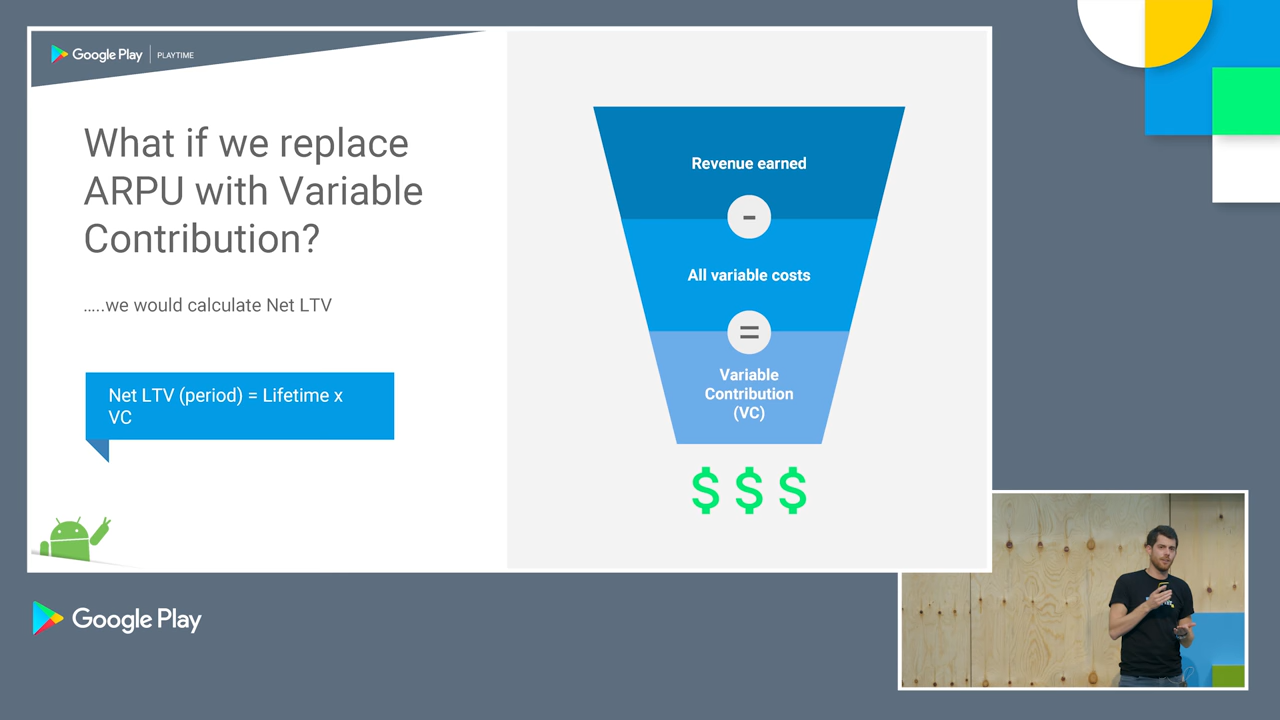 Google Play | PLAYTIME
What if we replace
ARPU with Variable
Contribution?
.....we would calculate Net LTV
Net LTV (period) = Lifetime x
VC
Revenue earned
-
All variable costs
=
Variable
Contribution
(VC)
$ $ $
Google Play